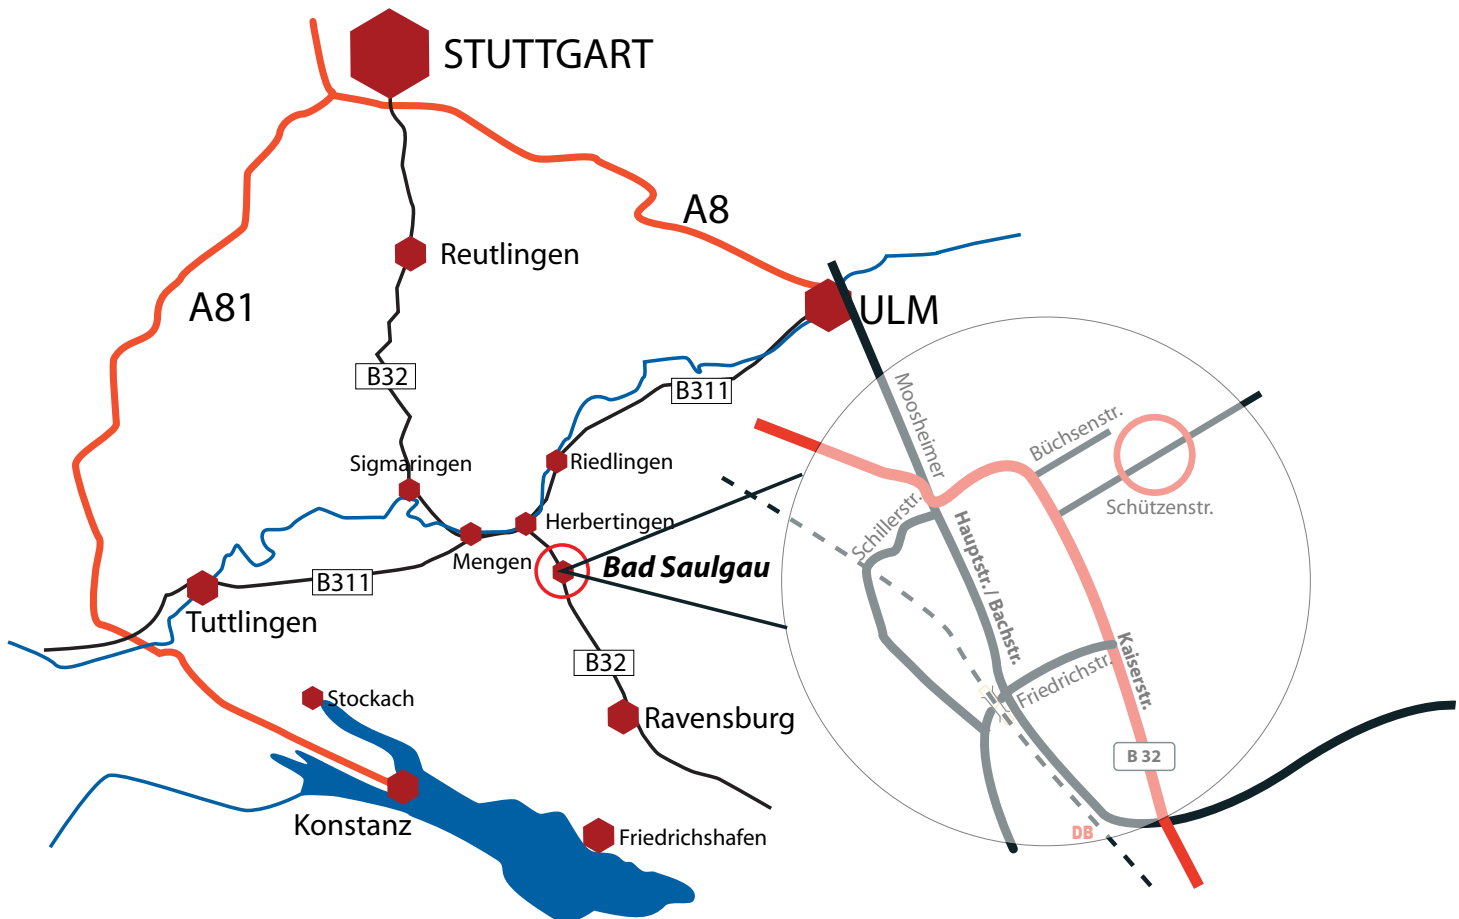 STUTTGART
A8
Reutlingen
A81
ULM
B32
B311
Moosheimer
Büchsenstr.
Sigmaringen
Riedlingen
Schillerstr.
Schützenstr.
Herbertingen
Mengen
Bad Saulgau
Hauptstr. / Bachstr.
B311
Tuttlingen
B32
Friedrichstr.
Kaiserstr.
Stockach
Ravensburg
B 32
Konstanz
Friedrichshafen
DB